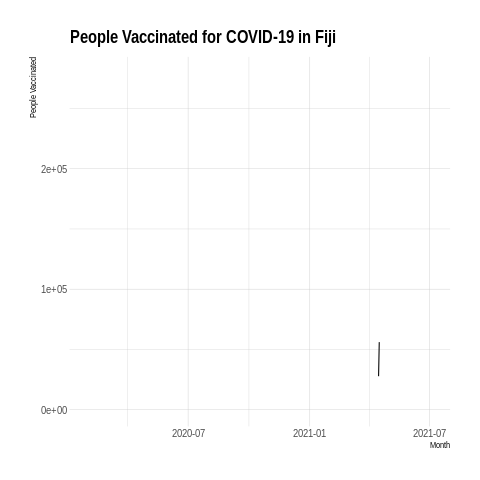 People Vaccinated for COVID-19 in Fiji
People Vaccinated
2e+05
1e+05
0e+00
2020-07
2021-01
2021-07
Month